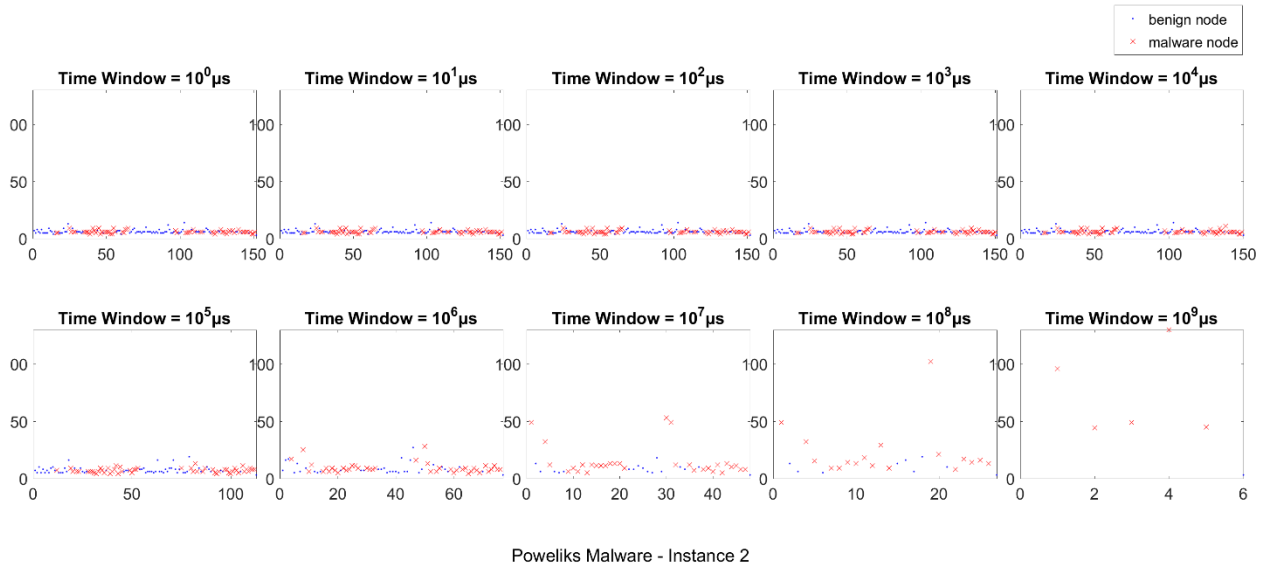 benign node
malware node
Time Window = 10⁰µs
Time Window = 10¹µs
Time Window = 10²µs
Time Window = 10³µs
Time Window = 10⁴µs
00
50
0
0 50 100 150
100
50
0
0 50 100 150
100
50
0
0 50 100 150
100
50
0
0 50 100 150
100
50
0
0 50 100 150
Time Window = 10⁵µs
Time Window = 10⁶µs
Time Window = 10⁷µs
Time Window = 10⁸µs
Time Window = 10⁹µs
00
50
0
0 50 100
100
50
0
0 20 40 60
100
50
0
0 20 40
100
50
0
0 10 20
100
50
0
0 2 4 6
Poweliks Malware - Instance 2